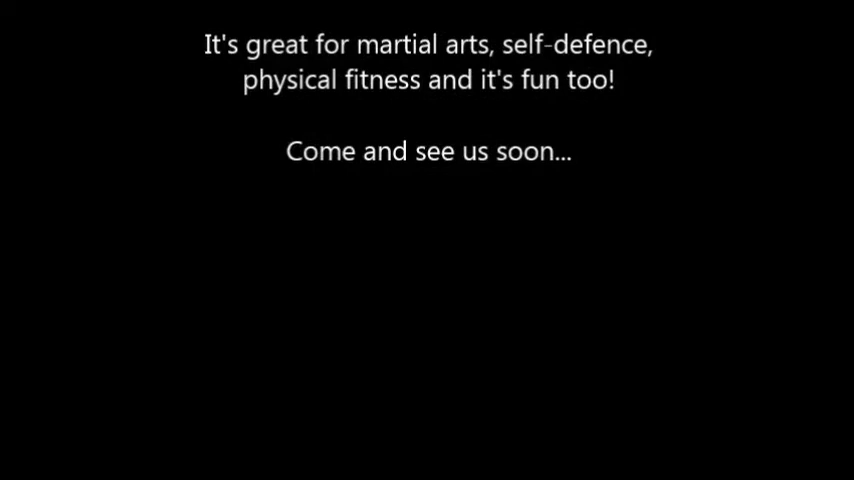 It's great for martial arts, self-defence,
physical fitness and it's fun too!
Come and see us soon...